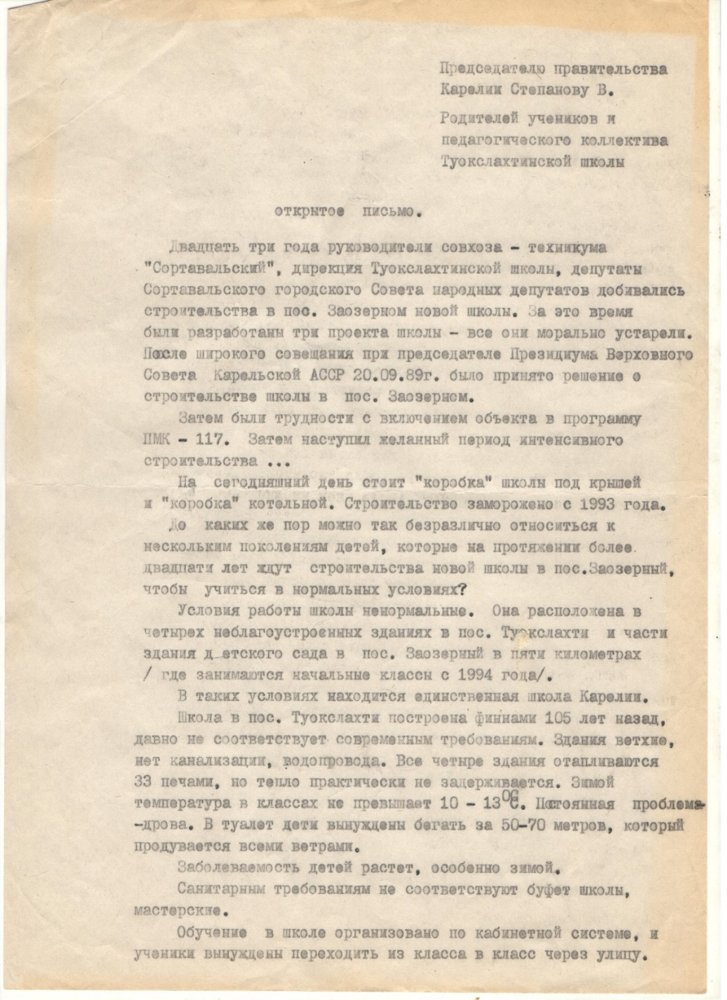 Председателю правительства
Карелии Степанову В.
Родителей учеников и
педагогического коллектива
Туокслахтинской школы
открытое письмо.
Двадцать три года руководители совхоза - техникума
"Сортавальский", дирекция Туокслахтинской школы, депутаты
Сортавальского городского Совета народных депутатов добивались
строительства в пос. Заозерном новой школы. За это время
были разработаны три проекта школы - все они морально устарели.
После широкого совещания при председателе Президиума Верховного
Совета Карельской АССР 20.09.89г. было принято решение о
строительстве школы в пос. Заозерном.
Затем были трудности с включением объекта в программу
ПМК - 117. Затем наступил желанный период интенсивного
строительства ...
На сегодняшний день стоит "коробка" школы под крышей
и "коробка" котельной. Строительство заморожено с 1993 года.
До каких же пор можно так безразлично относиться к
нескольким поколениям детей, которые на протяжении более
двадцати лет ждут строительства новой школы в пос.Заозерный,
чтобы учиться в нормальных условиях?
Условия работы школы ненормальные. Она расположена в
четырех неблагоустроенных зданиях в пос. Туокслахти и части
здания д етского сада в пос. Заозерный в пяти километрах
/ где занимаются начальные классы с 1994 года/.
В таких условиях находится единственная школа Карелии.
Школа в пос. Туокслахти построена финнами 105 лет назад,
давно не соответствует современным требованиям. Здания ветхие,
нет канализации, водопровода. Все четыре здания отапливаются
33 печами, но тепло практически не задерживается. Зимой
температура в классах не превышает 10 - 13°С. Постоянная проблема-
-дрова. В туалет дети вынуждены бегать за 50-70 метров, который
продувается всеми ветрами.
Заболеваемость детей растет, особенно зимой.
Санитарным требованиям не соответствуют буфет школы,
мастерские.
Обучение в школе организовано по кабинетной системе, и
ученики вынуждены переходить из класса в класс через улицу.